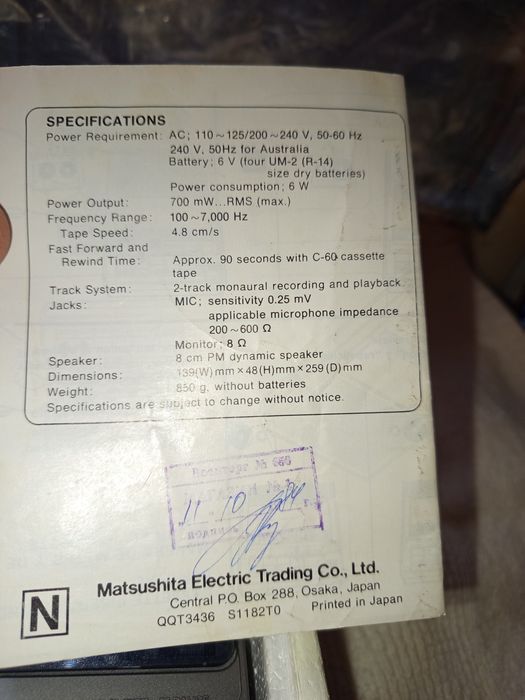 SPECIFICATIONS
Power Requirement: AC; 110~125/200~240 V, 50-60 Hz
240 V, 50Hz for Australia
Battery; 6 V (four UM-2 (R-14)
size dry batteries)
Power consumption; 6 W
Power Output: 700 mW...RMS (max.)
Frequency Range: 100~7,000 Hz
Tape Speed: 4.8 cm/s
Fast Forward and
Rewind Time: Approx. 90 seconds with C-60 cassette
tape
Track System: 2-track monaural recording and playback
Jacks: MIC; sensitivity 0.25 mV
applicable microphone impedance
200~600 Ω
Monitor; 8 Ω
Speaker: 8 cm PM dynamic speaker
Dimensions: 139(W)mm×48(H)mm×259(D)mm
Weight: 850 g, without batteries
Specifications are subject to change without notice.
11 10
N
Matsushita Electric Trading Co., Ltd.
Central P.O. Box 288, Osaka, Japan
QQT3436 S1182T0 Printed in Japan